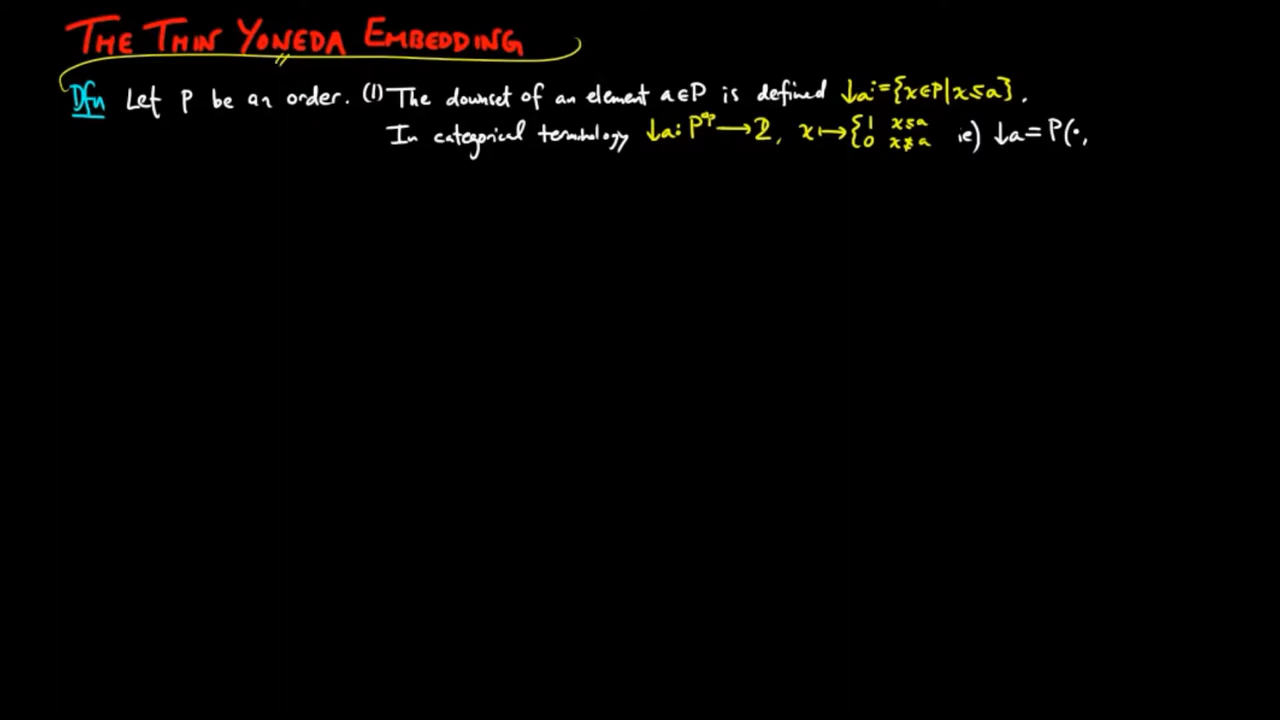 THE THIN YONEDA EMBEDDING
Dfn Let P be an order. (1) The downset of an element a∈P is defined ↓a:={x∈P|x≤a}.
In categorical terminology ↓a: P^op ⟶ 2, x ↦ {1 x≤a 0 x≰a ie) ↓a = P(·,